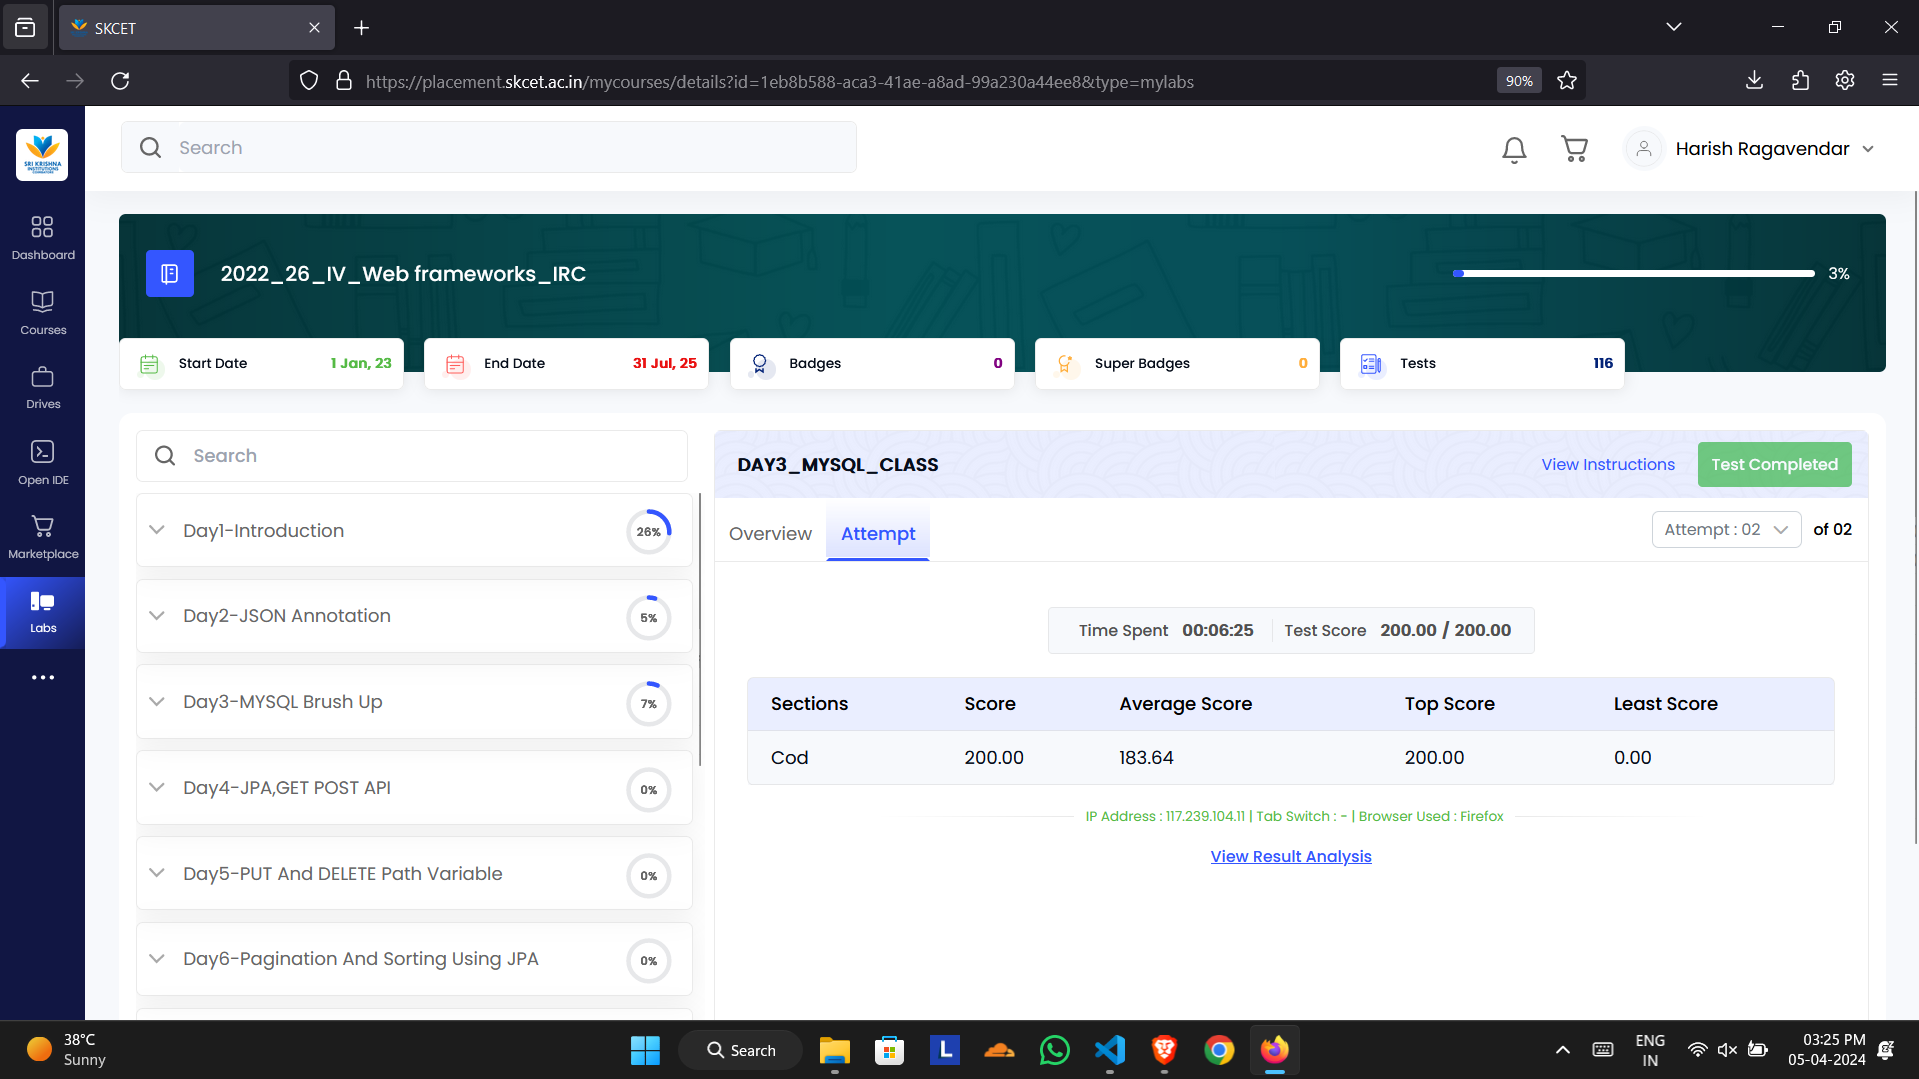 SKCET
https://placement.skcet.ac.in/mycourses/details?id=1eb8b588-aca3-41ae-a8ad-99a230a44ee8&type=mylabs
90%
SRI KRISHNA
INSTITUTIONS
Search
Harish Ragavendar
Dashboard
Courses
Drives
Open IDE
Marketplace
Labs
2022_26_IV_Web frameworks_IRC
3%
Start Date 1 Jan, 23
End Date 31 Jul, 25
Badges 0
Super Badges 0
Tests 116
Search
Day1-Introduction 26%
Day2-JSON Annotation 5%
Day3-MYSQL Brush Up 7%
Day4-JPA,GET POST API 0%
Day5-PUT And DELETE Path Variable 0%
Day6-Pagination And Sorting Using JPA 0%
DAY3_MYSQL_CLASS
View Instructions
Test Completed
Overview
Attempt
Attempt : 02
of 02
Time Spent 00:06:25 Test Score 200.00 / 200.00
Sections Score Average Score Top Score Least Score
Cod 200.00 183.64 200.00 0.00
IP Address : 117.239.104.11 | Tab Switch : - | Browser Used : Firefox
View Result Analysis
38°C
Sunny
Search
L
ENG
IN
03:25 PM
05-04-2024